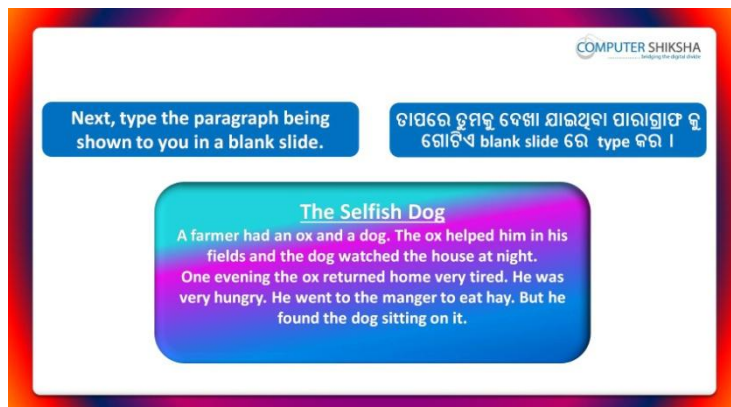 COMPUTER SHIKSHA
bridging the digital divide
Next, type the paragraph being
shown to you in a blank slide.
ତାପରେ ତୁମକୁ ଦେଖା ଯାଇଥିବା ପାରାଗ୍ରାଫ କୁ
ଗୋଟିଏ blank slide ରେ type କର ।
The Selfish Dog
A farmer had an ox and a dog. The ox helped him in his
fields and the dog watched the house at night.
One evening the ox returned home very tired. He was
very hungry. He went to the manger to eat hay. But he
found the dog sitting on it.